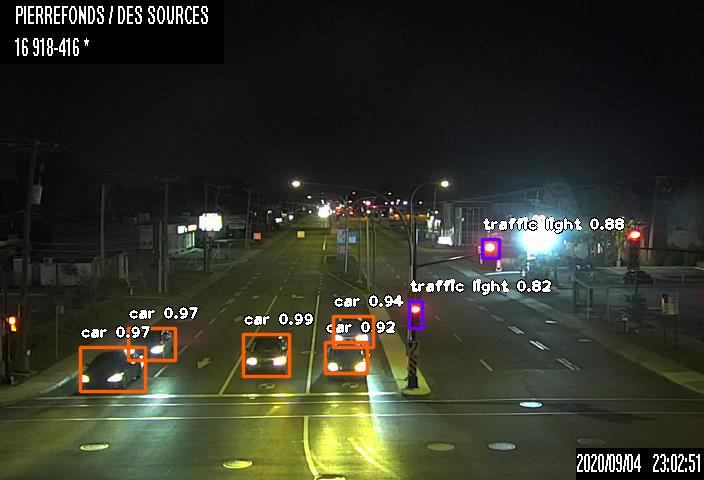 PIERREFONDS / DES SOURCES
16 918-416 *
traffic light 0.88
traffic light 0.82
car 0.94
car 0.97
car 0.99
car 0.92
car 0.97
2020/09/04 23:02:51